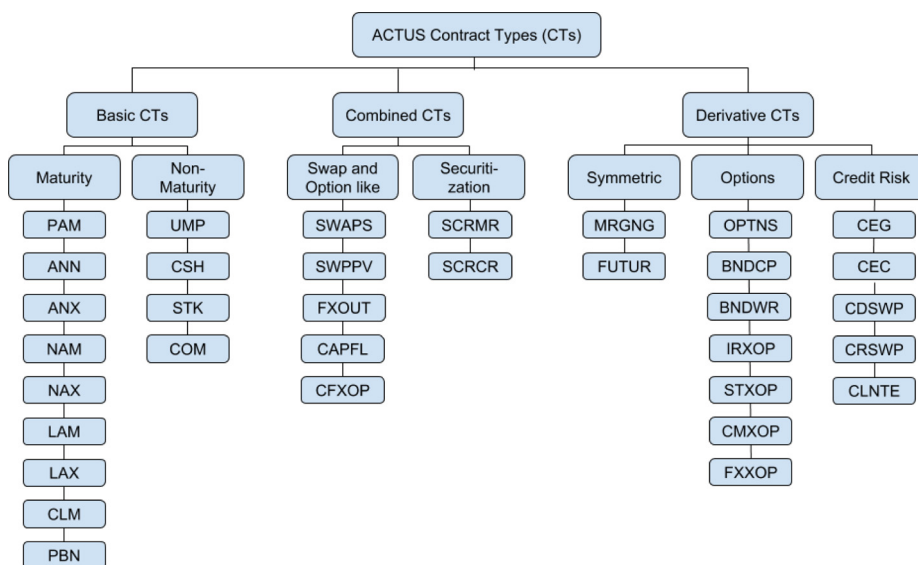 ACTUS Contract Types (CTs)
Basic CTs
Combined CTs
Derivative CTs
Maturity
Non-
Maturity
Swap and
Option like
Securiti-
zation
Symmetric
Options
Credit Risk
PAM
ANN
ANX
NAM
NAX
LAM
LAX
CLM
PBN
UMP
CSH
STK
COM
SWAPS
SWPPV
FXOUT
CAPFL
CFXOP
SCRMR
SCRCR
MRGNG
FUTUR
OPTNS
BNDCP
BNDWR
IRXOP
STXOP
CMXOP
FXXOP
CEG
CEC
CDSWP
CRSWP
CLNTE